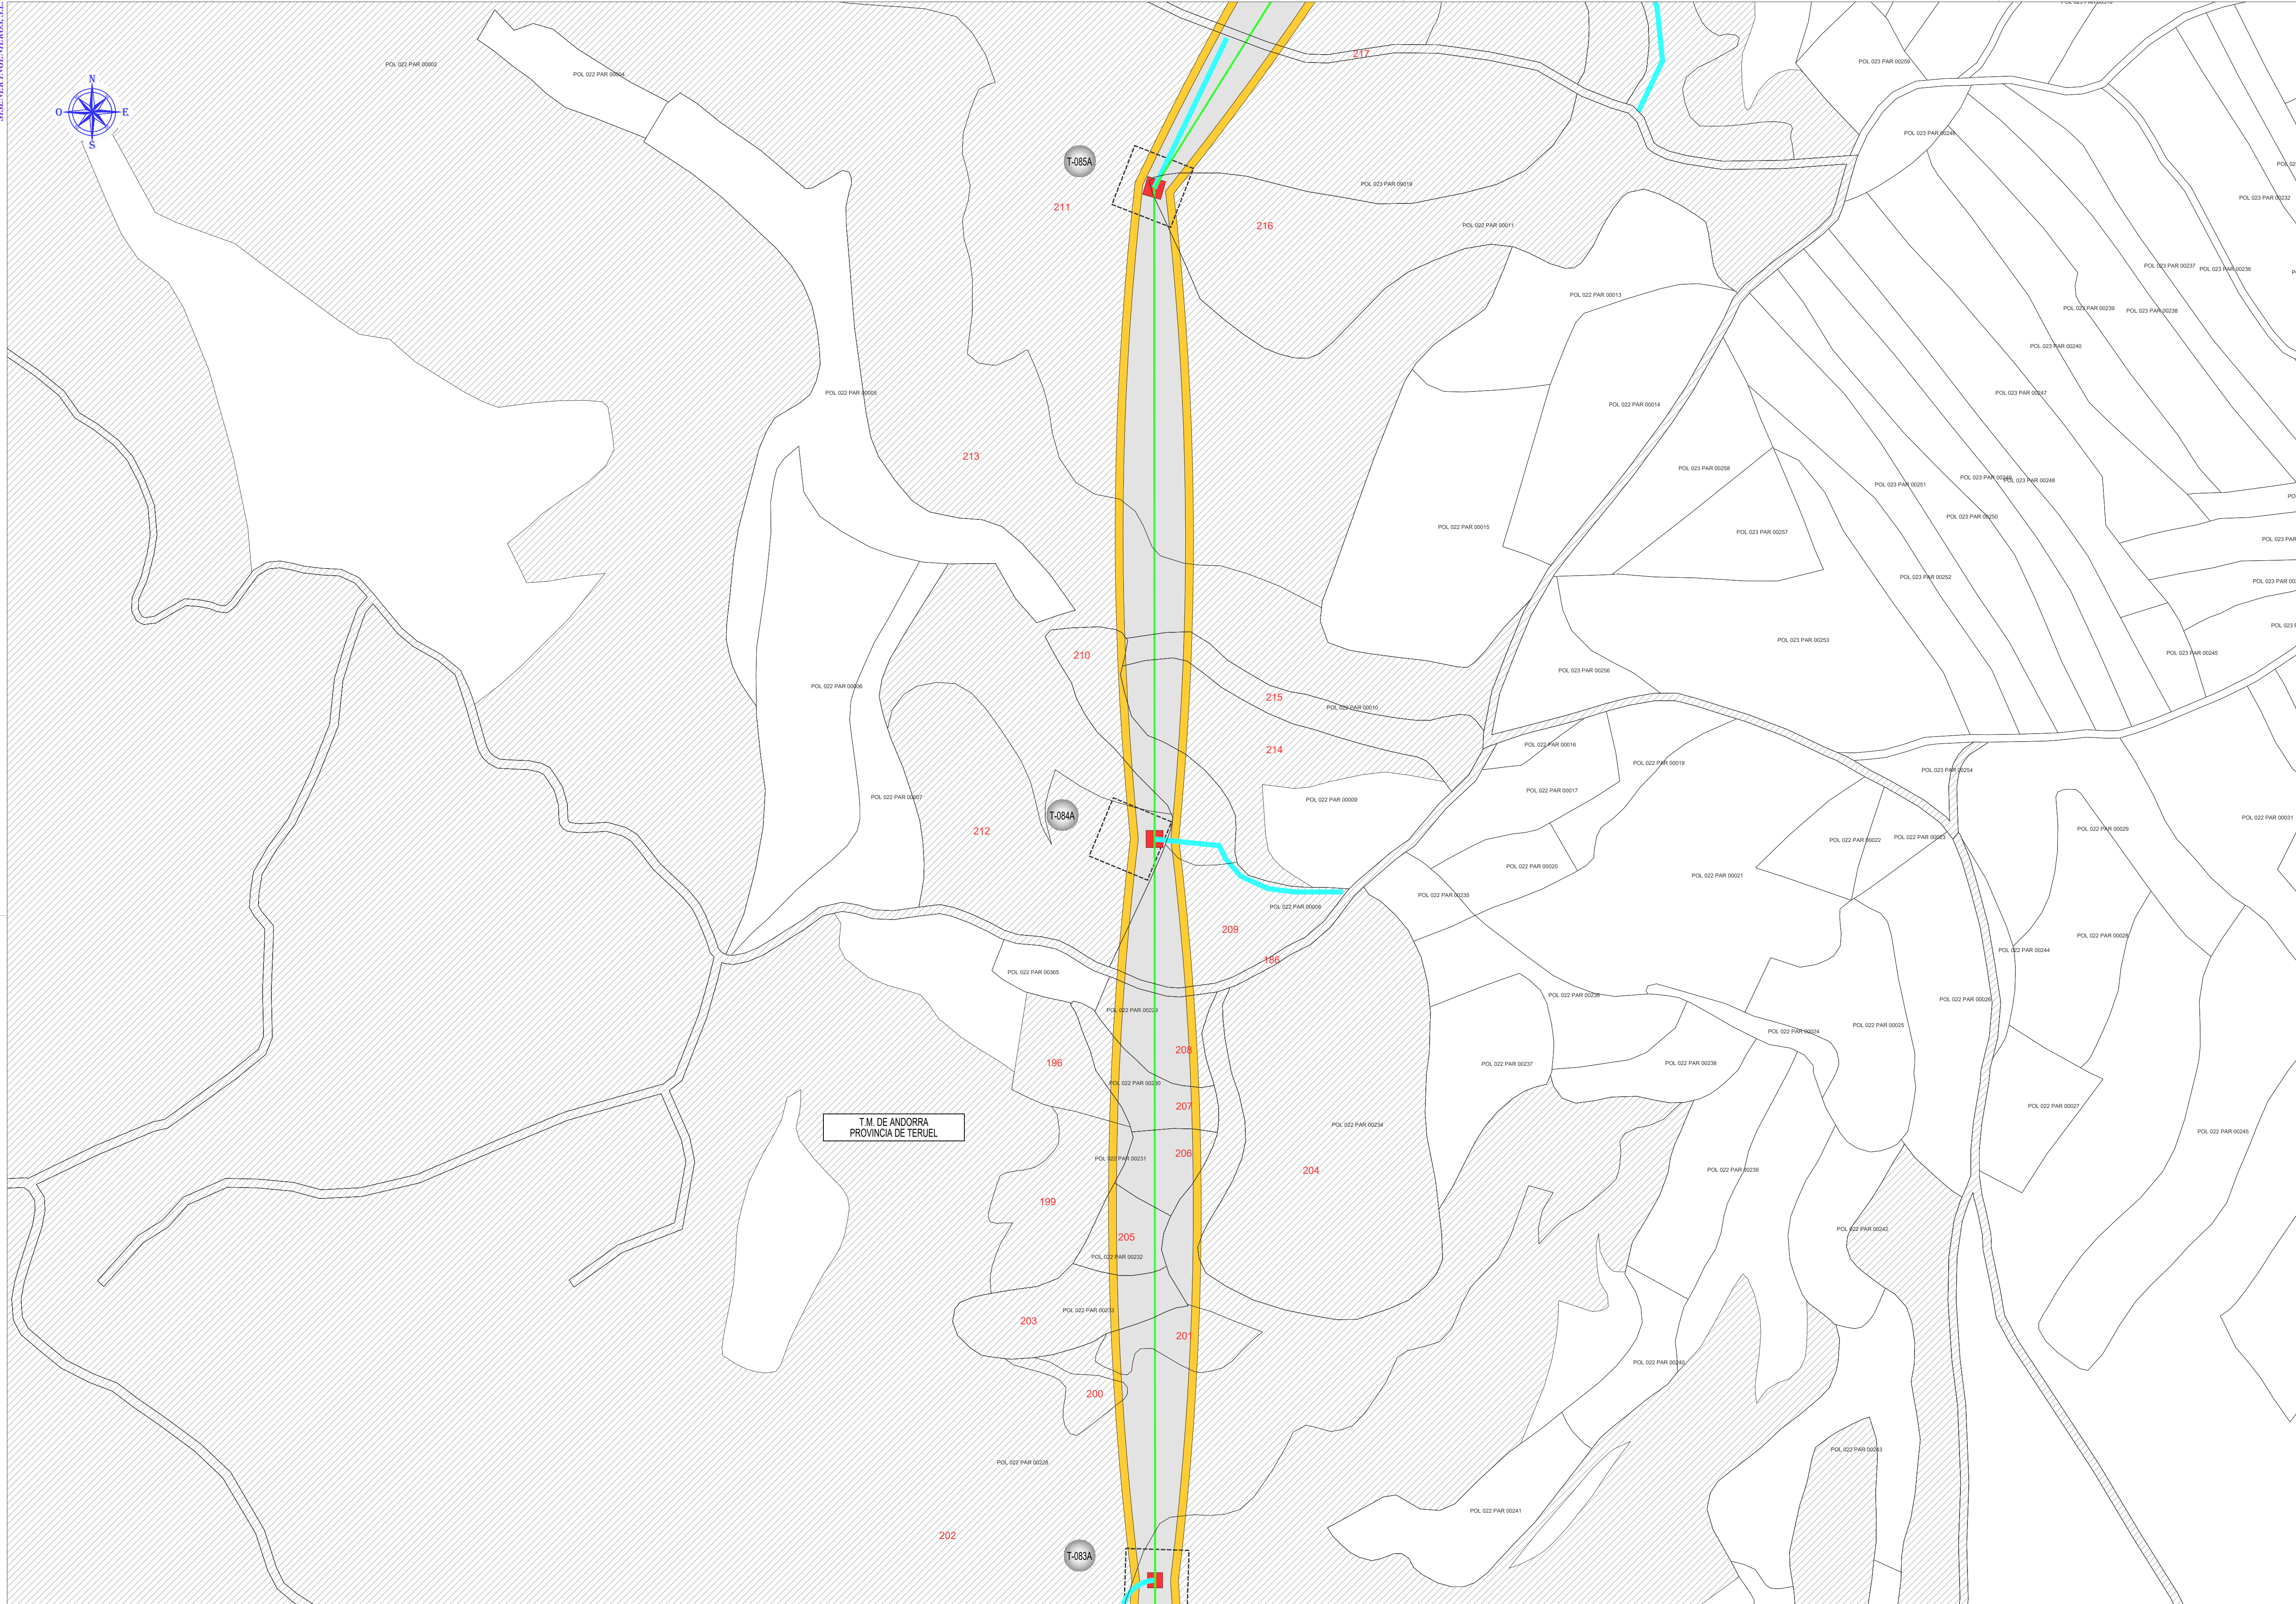 SISENER INGENIEROS, S.L.
N
O
E
S
POL 022 PAR 00002
POL 022 PAR 00004
217
POL 023 PAR 00259
POL 023 PAR 00246
T-085A
POL 023 PAR 09019
211
216
POL 022 PAR 00011
POL 023 PAR 00232
POL 023 PAR 00237
POL 023 PAR 00236
POL 022 PAR 00013
POL 023 PAR 00239
POL 023 PAR 00238
POL 023 PAR 00240
POL 022 PAR 00005
POL 023 PAR 00247
POL 022 PAR 00014
213
POL 023 PAR 00258
POL 023 PAR 00249
POL 023 PAR 00248
POL 023 PAR 00251
POL 023 PAR 00250
POL 022 PAR 00015
POL 023 PAR 00257
POL 023 PAR
POL 023 PAR 00252
POL 023 PAR 00253
210
POL 023 PAR 00245
POL 023 PAR 00256
POL 022 PAR 00006
215
POL 022 PAR 00010
214
POL 022 PAR 00016
POL 022 PAR 00019
POL 023 PAR 00254
POL 022 PAR 00007
POL 022 PAR 00009
POL 022 PAR 00017
T-084A
212
POL 022 PAR 00031
POL 022 PAR 00029
POL 022 PAR 00022
POL 022 PAR 00023
POL 022 PAR 00020
POL 022 PAR 00021
POL 022 PAR 00235
POL 022 PAR 00008
209
POL 022 PAR 00028
POL 022 PAR 00244
186
POL 022 PAR 00365
POL 022 PAR 00236
POL 022 PAR 00026
POL 022 PAR 00229
POL 022 PAR 00025
POL 022 PAR 00024
208
196
POL 022 PAR 00237
POL 022 PAR 00238
POL 022 PAR 00230
207
POL 022 PAR 00027
T.M. DE ANDORRA
PROVINCIA DE TERUEL
POL 022 PAR 00234
POL 022 PAR 00245
206
POL 022 PAR 00231
204
POL 022 PAR 00239
199
POL 022 PAR 00242
205
POL 022 PAR 00232
POL 022 PAR 00233
203
201
POL 022 PAR 00240
200
POL 022 PAR 00243
POL 022 PAR 00228
POL 022 PAR 00241
202
T-083A